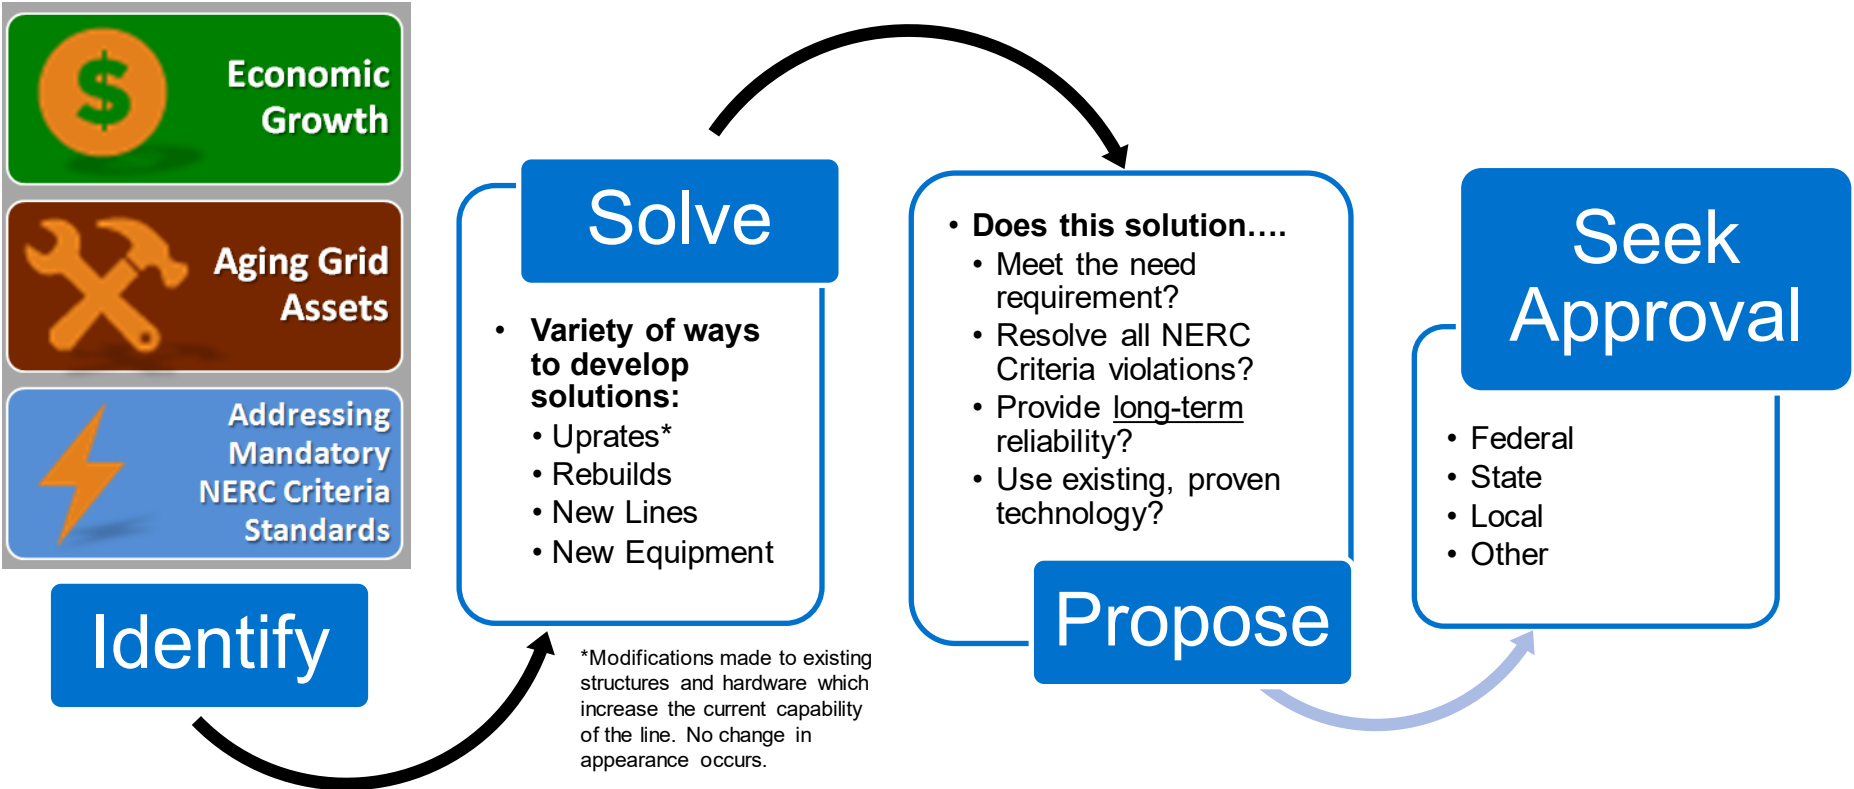 Economic
Growth
Aging Grid
Assets
Addressing
Mandatory
NERC Criteria
Standards
Identify
Solve
• Variety of ways
to develop
solutions:
• Uprates*
• Rebuilds
• New Lines
• New Equipment
*Modifications made to existing
structures and hardware which
increase the current capability
of the line. No change in
appearance occurs.
• Does this solution....
• Meet the need
requirement?
• Resolve all NERC
Criteria violations?
• Provide long-term
reliability?
• Use existing, proven
technology?
Propose
Seek
Approval
• Federal
• State
• Local
• Other